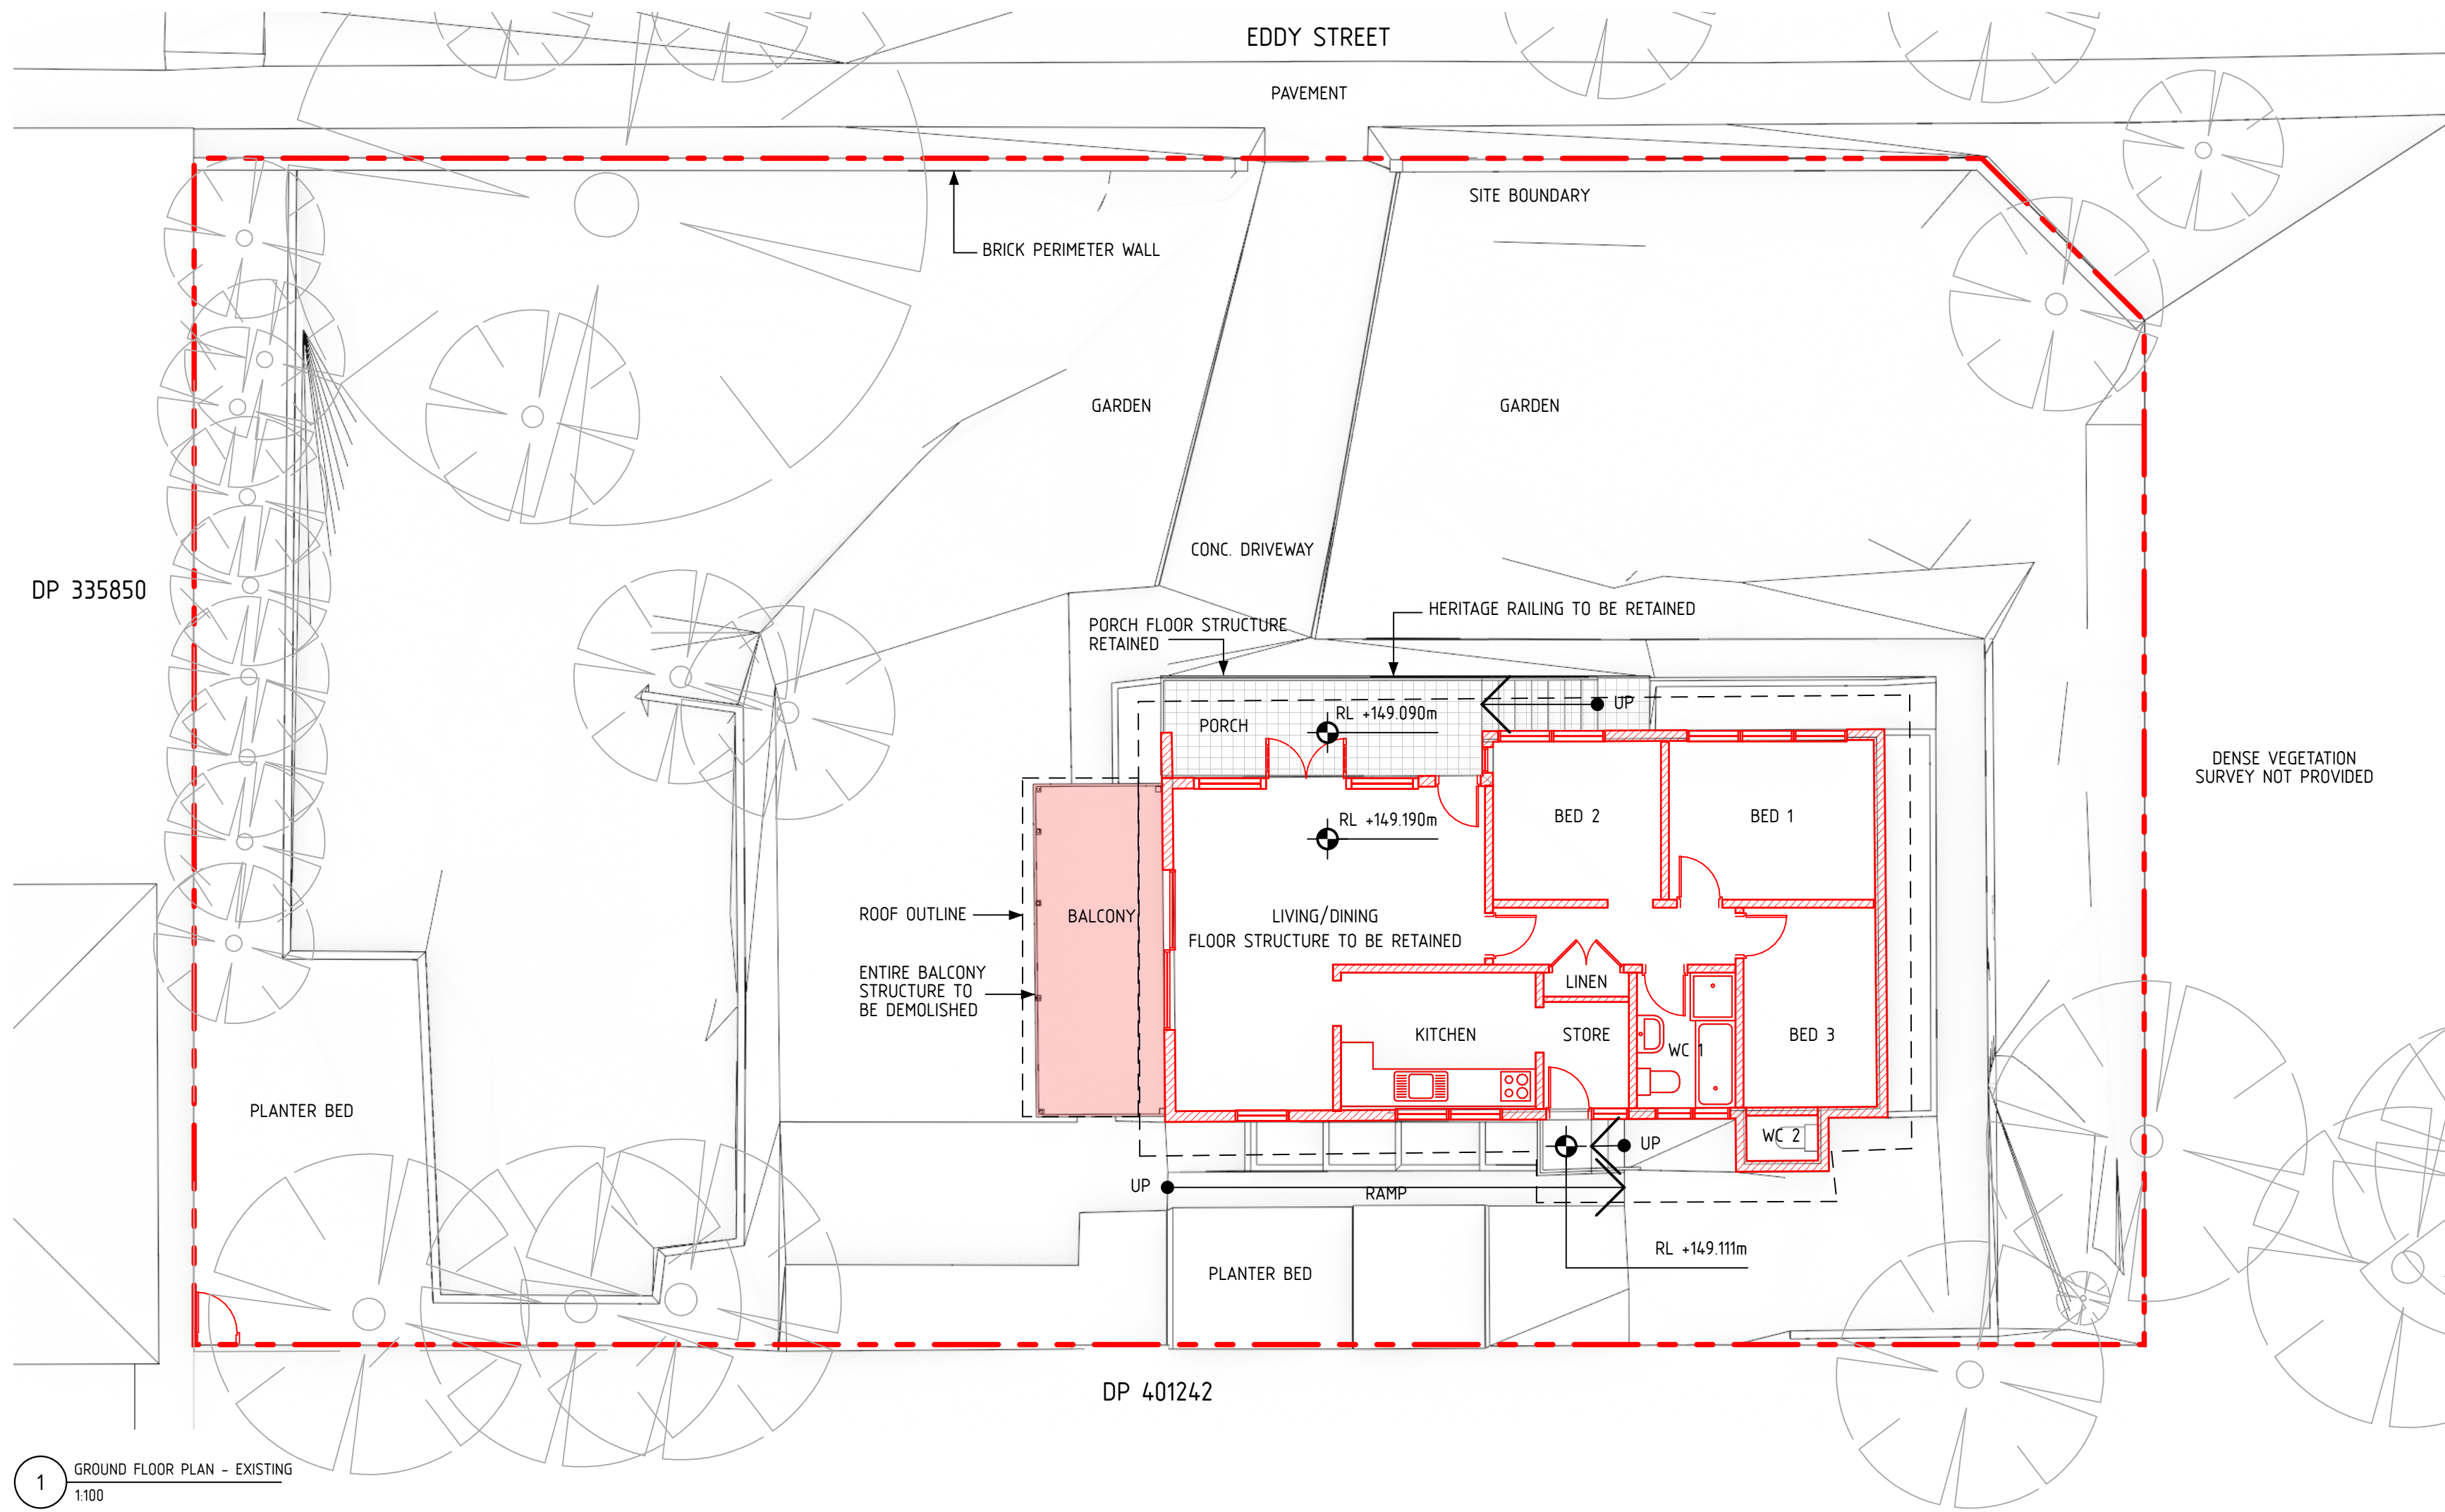 EDDY STREET
PAVEMENT
SITE BOUNDARY
BRICK PERIMETER WALL
GARDEN
GARDEN
CONC. DRIVEWAY
DP 335850
HERITAGE RAILING TO BE RETAINED
PORCH FLOOR STRUCTURE
RETAINED
UP
RL +149.090m
PORCH
DENSE VEGETATION
SURVEY NOT PROVIDED
RL +149.190m
BED 2
BED 1
ROOF OUTLINE
BALCONY
LIVING/DINING
FLOOR STRUCTURE TO BE RETAINED
ENTIRE BALCONY
STRUCTURE TO
BE DEMOLISHED
LINEN
KITCHEN
STORE
WC 1
BED 3
PLANTER BED
WC 2
UP
UP
RAMP
RL +149.111m
PLANTER BED
DP 401242
1
GROUND FLOOR PLAN - EXISTING
1:100